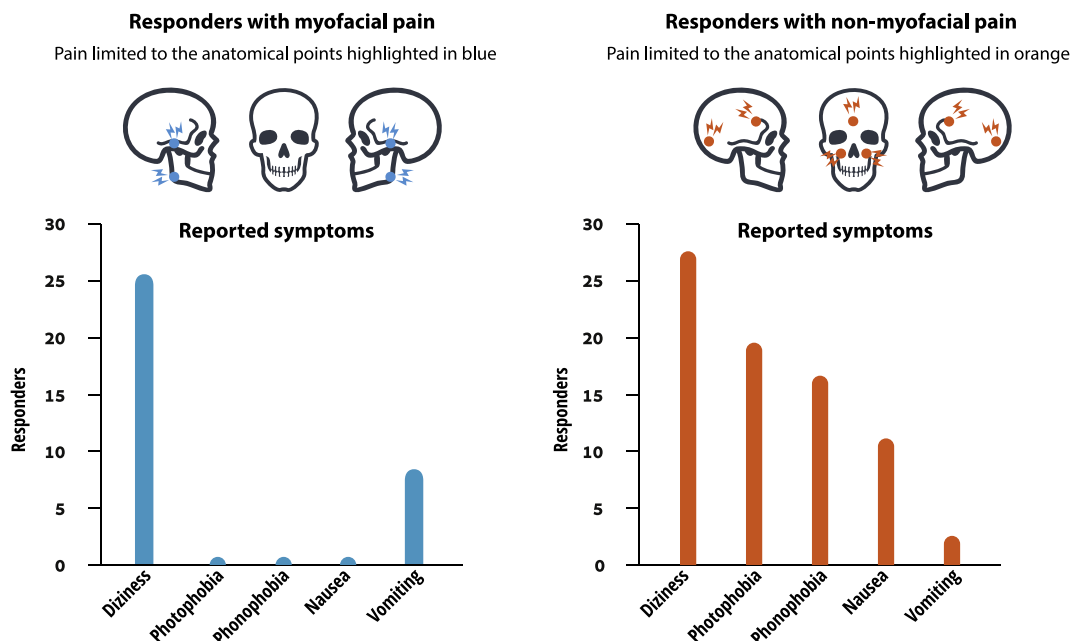 Responders with myofacial pain
Pain limited to the anatomical points highlighted in blue
Reported symptoms
30
25
20
15
10
5
0
Responders
Diziness
Photophobia
Phonophobia
Nausea
Vomiting
Responders with non-myofacial pain
Pain limited to the anatomical points highlighted in orange
Reported symptoms
30
25
20
15
10
5
0
Responders
Diziness
Photophobia
Phonophobia
Nausea
Vomiting